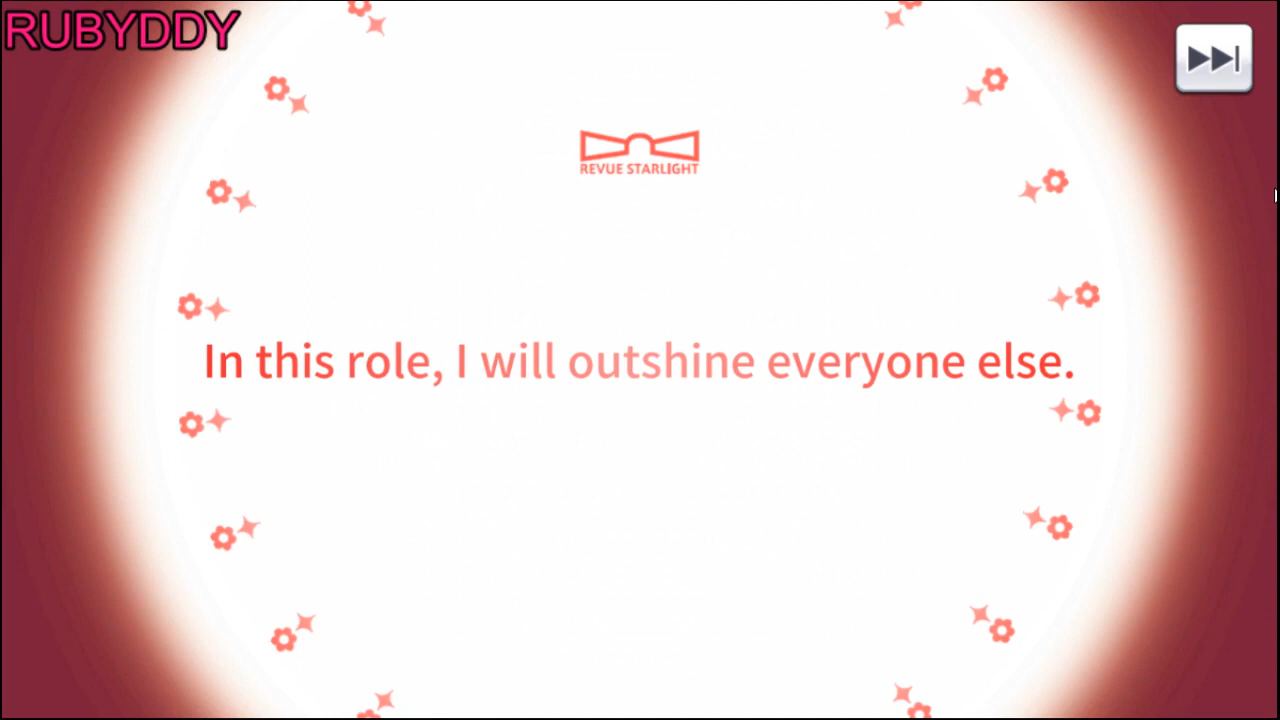 RUBYDDY
REVUE STARLIGHT
In this role, I will outshine everyone else.